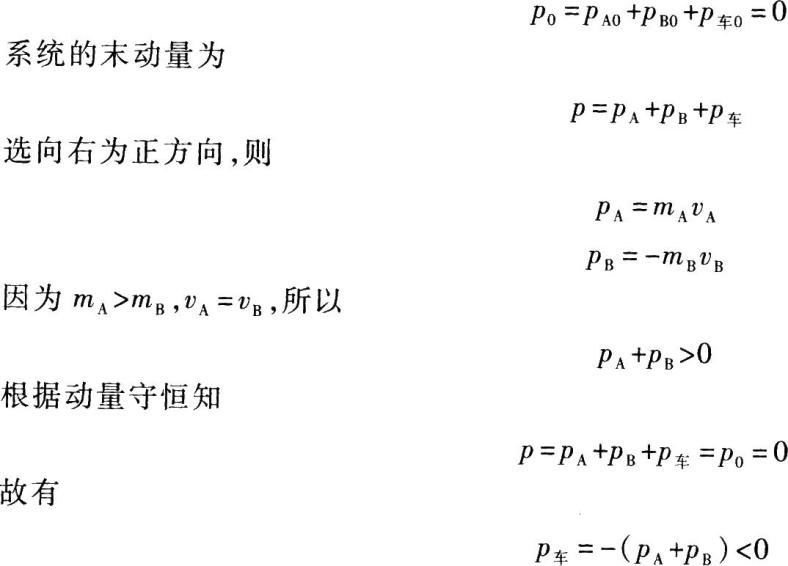 p₀=p_A0+p_B0+p_车0=0
系统的末动量为
p=p_A+p_B+p_车
选向右为正方向,则
p_A=m_A v_A
p_B=-m_B v_B
因为 m_A>m_B,v_A=v_B,所以
p_A+p_B>0
根据动量守恒知
p=p_A+p_B+p_车=p₀=0
故有
p_车=-(p_A+p_B)<0